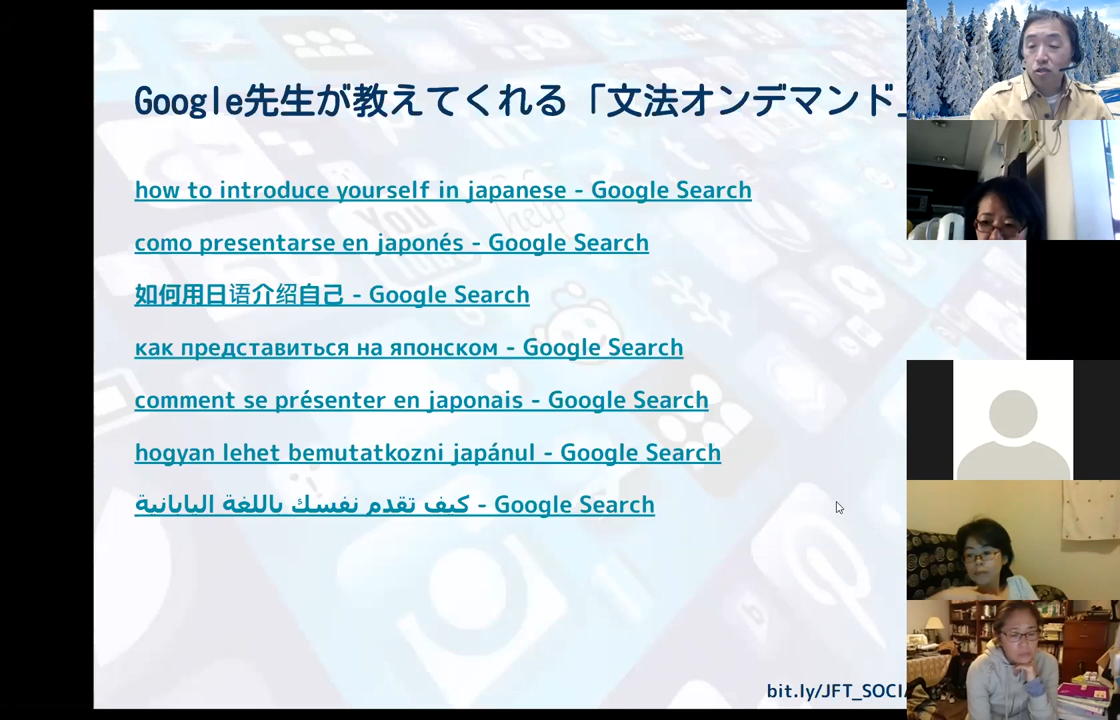 Google先生が教えてくれる「文法オンデマンド」
how to introduce yourself in japanese - Google Search
como presentarse en japonés - Google Search
如何用日语介绍自己 - Google Search
как представиться на японском - Google Search
comment se présenter en japonais - Google Search
hogyan lehet bemutatkozni japánul - Google Search
كيف تقدم نفسك باللغة اليابانية - Google Search
You
help
bit.ly/JFT_SOCI